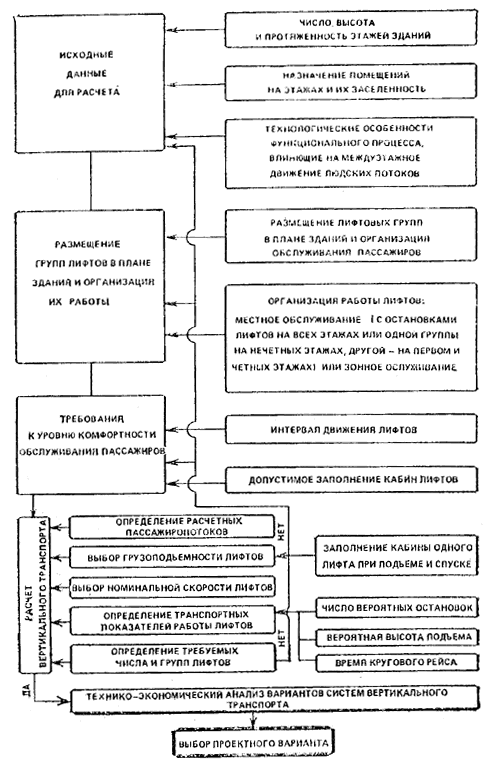 ИСХОДНЫЕ
ДАННЫЕ
ДЛЯ РАСЧЕТА
ЧИСЛО, ВЫСОТА
И ПРОТЯЖЕННОСТЬ ЭТАЖЕЙ ЗДАНИЙ
НАЗНАЧЕНИЕ ПОМЕЩЕНИЙ
НА ЭТАЖАХ И ИХ ЗАСЕЛЕННОСТЬ
ТЕХНОЛОГИЧЕСКИЕ ОСОБЕННОСТИ
ФУНКЦИОНАЛЬНОГО ПРОЦЕССА,
ВЛИЯЮЩИЕ НА МЕЖДУЭТАЖНОЕ
ДВИЖЕНИЕ ЛЮДСКИХ ПОТОКОВ
РАЗМЕЩЕНИЕ
ГРУПП ЛИФТОВ В ПЛАНЕ
ЗДАНИЯ И ОРГАНИЗАЦИЯ
ИХ РАБОТЫ
РАЗМЕЩЕНИЕ ЛИФТОВЫХ ГРУПП
В ПЛАНЕ ЗДАНИЙ И ОРГАНИЗАЦИЯ
ОБСЛУЖИВАНИЯ ПАССАЖИРОВ
ОРГАНИЗАЦИЯ РАБОТЫ ЛИФТОВ:
МЕСТНОЕ ОБСЛУЖИВАНИЕ (С ОСТАНОВКАМИ
ЛИФТОВ НА ВСЕХ ЭТАЖАХ ИЛИ ОДНОЙ ГРУППЫ
НА НЕЧЕТНЫХ ЭТАЖАХ, ДРУГОЙ – НА ПЕРВОМ И
ЧЕТНЫХ ЭТАЖАХ) ИЛИ ЗОННОЕ ОСЛУЖИВАНИЕ
ТРЕБОВАНИЯ
К УРОВНЮ КОМФОРТНОСТИ
ОБСЛУЖИВАНИЯ ПАССАЖИРОВ
ИНТЕРВАЛ ДВИЖЕНИЯ ЛИФТОВ
ДОПУСТИМОЕ ЗАПОЛНЕНИЕ КАБИН ЛИФТОВ
РАСЧЕТ
ВЕРТИКАЛЬНОГО ТРАНСПОРТА
ОПРЕДЕЛЕНИЕ РАСЧЕТНЫХ
ПАССАЖИРОПОТОКОВ
НЕТ
ВЫБОР ГРУЗОПОДЪЕМНОСТИ ЛИФТОВ
ЗАПОЛНЕНИЕ КАБИНЫ ОДНОГО
ЛИФТА ПРИ ПОДЪЕМЕ И СПУСКЕ
ВЫБОР НОМИНАЛЬНОЙ СКОРОСТИ ЛИФТОВ
ОПРЕДЕЛЕНИЕ ТРАНСПОРТНЫХ
ПОКАЗАТЕЛЕЙ РАБОТЫ ЛИФТОВ
ЧИСЛО ВЕРОЯТНЫХ ОСТАНОВОК
ВЕРОЯТНАЯ ВЫСОТА ПОДЪЕМА
ВРЕМЯ КРУГОВОГО РЕЙСА
НЕТ
ОПРЕДЕЛЕНИЕ ТРЕБУЕМЫХ
ЧИСЛА И ГРУПП ЛИФТОВ
ДА
ТЕХНИКО-ЭКОНОМИЧЕСКИЙ АНАЛИЗ ВАРИАНТОВ СИСТЕМ ВЕРТИКАЛЬНОГО
ТРАНСПОРТА
ВЫБОР ПРОЕКТНОГО ВАРИАНТА